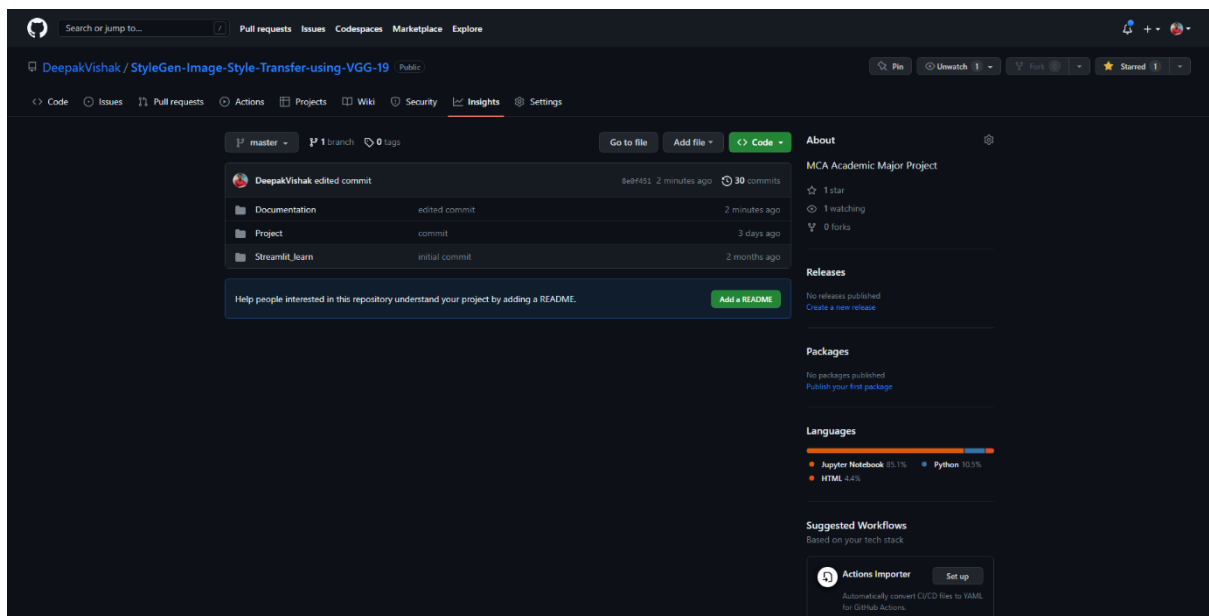 Search or jump to... / Pull requests Issues Codespaces Marketplace Explore
DeepakVishak / StyleGen-Image-Style-Transfer-using-VGG-19 Public Pin Unwatch 1 Fork 0 Starred 1
Code Issues Pull requests Actions Projects Wiki Security Insights Settings
master 1 branch 0 tags Go to file Add file Code
DeepakVishak edited commit 8e0f451 2 minutes ago 30 commits
Documentation edited commit 2 minutes ago
Project commit 3 days ago
Streamlit_learn initial commit 2 months ago
Help people interested in this repository understand your project by adding a README. Add a README
About
MCA Academic Major Project
1 star
1 watching
0 forks
Releases
No releases published
Create a new release
Packages
No packages published
Publish your first package
Languages
Jupyter Notebook 85.1% Python 10.5%
HTML 4.4%
Suggested Workflows
Based on your tech stack
Actions Importer Set up
Automatically convert CI/CD files to YAML
for GitHub Actions.